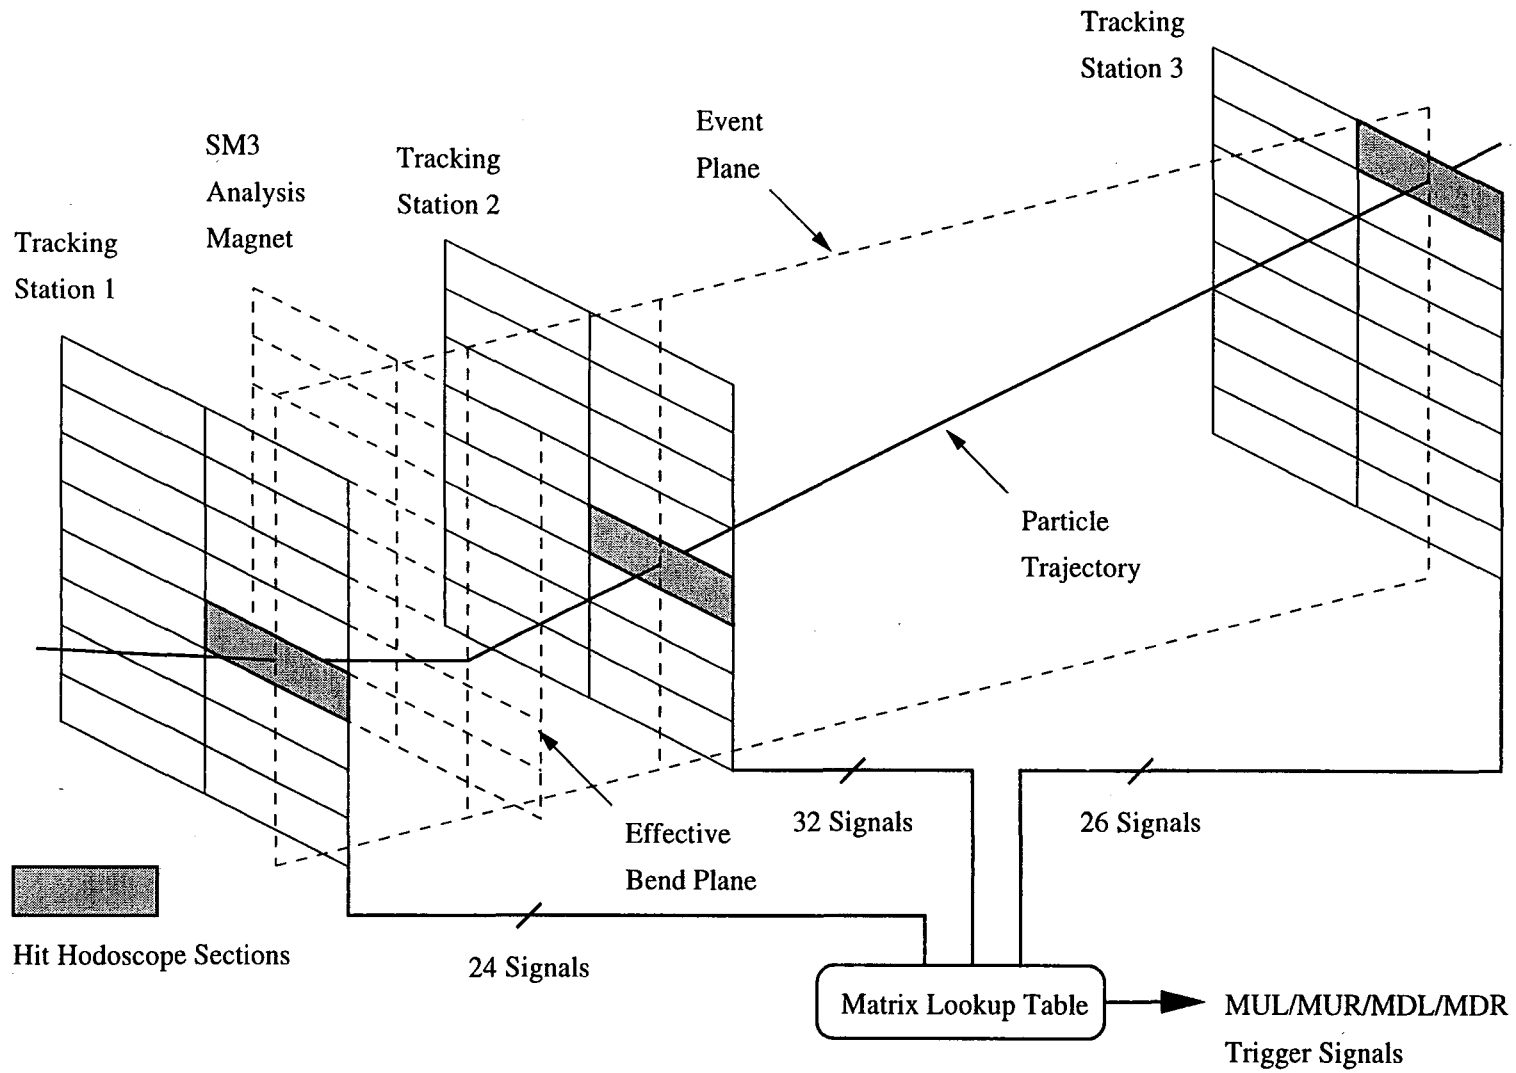 Tracking
Station 3
Event
Plane
SM3
Analysis
Magnet
Tracking
Station 2
Tracking
Station 1
Particle
Trajectory
32 Signals
26 Signals
Effective
Bend Plane
Hit Hodoscope Sections
24 Signals
Matrix Lookup Table
MUL/MUR/MDL/MDR
Trigger Signals